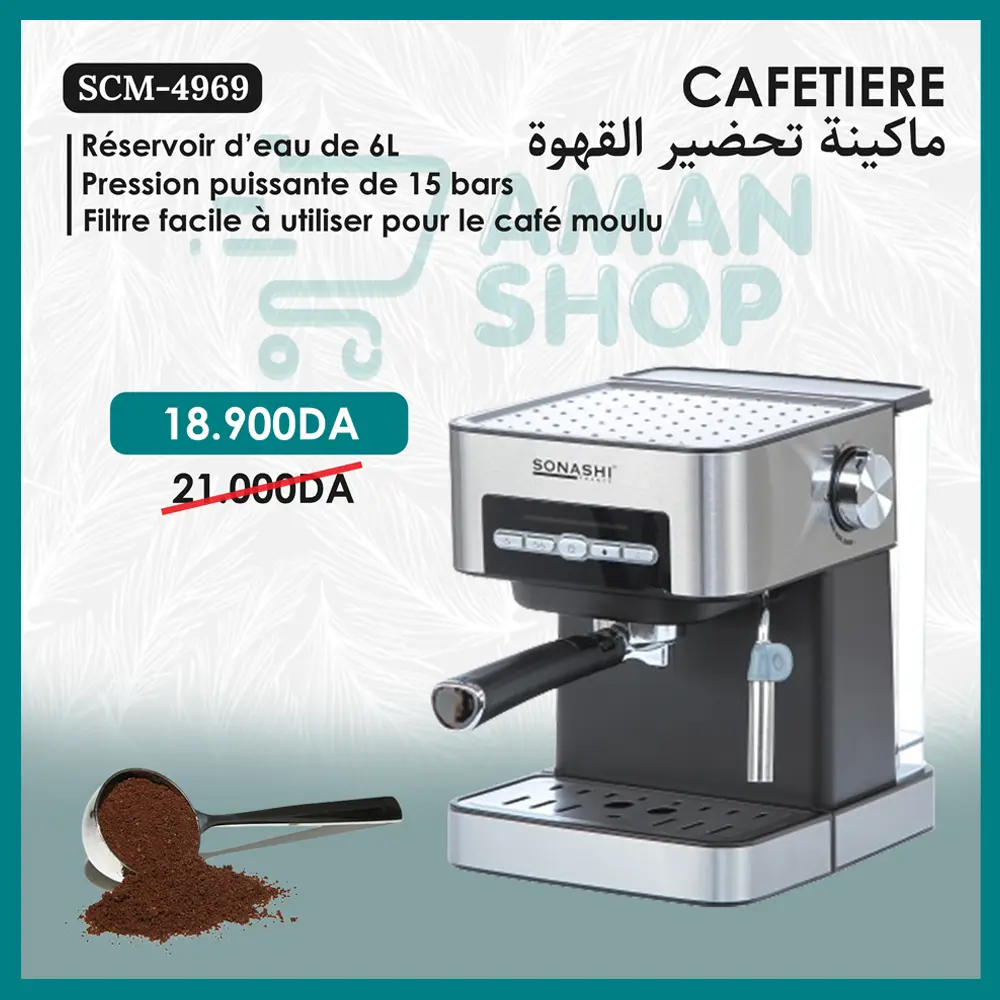 SCM-4969
Réservoir d'eau de 6L
Pression puissante de 15 bars
Filtre facile à utiliser pour le café moulu
CAFETIERE
ماكينة تحضير القهوة
AMAN
SHOP
18.900DA
21.000DA
SONASHI